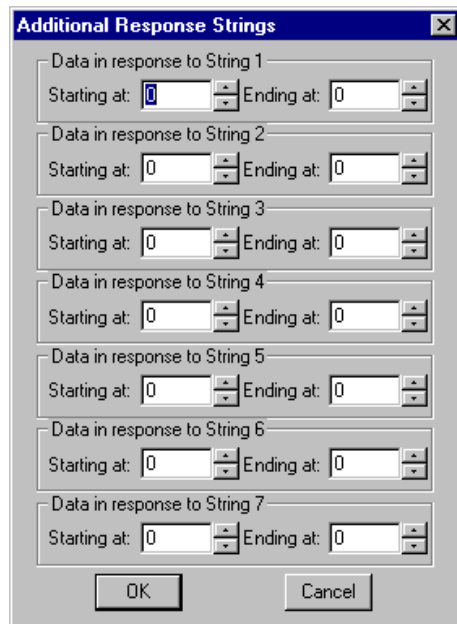 Additional Response Strings
Data in response to String 1
Starting at: 0 Ending at: 0
Data in response to String 2
Starting at: 0 Ending at: 0
Data in response to String 3
Starting at: 0 Ending at: 0
Data in response to String 4
Starting at: 0 Ending at: 0
Data in response to String 5
Starting at: 0 Ending at: 0
Data in response to String 6
Starting at: 0 Ending at: 0
Data in response to String 7
Starting at: 0 Ending at: 0
OK Cancel